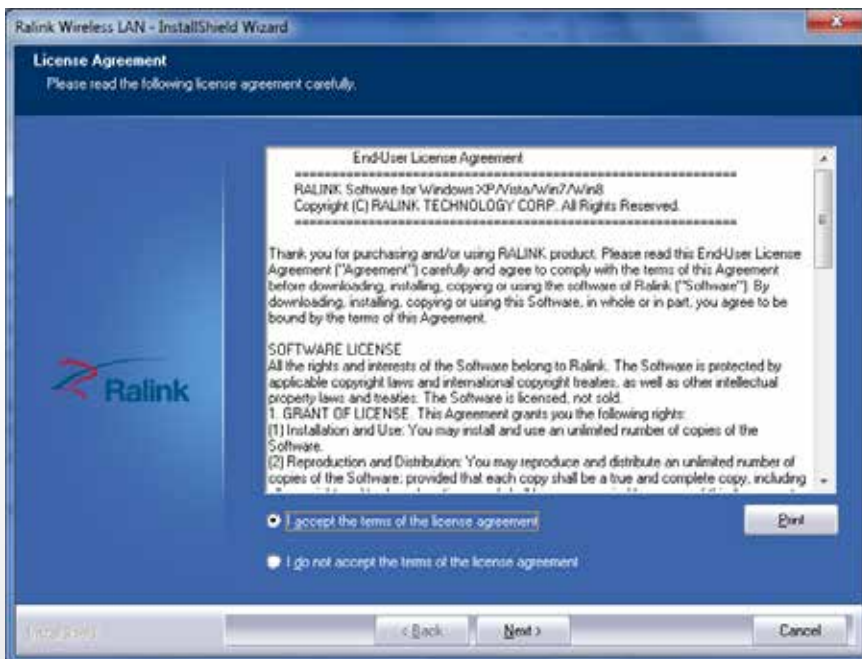 Ralink Wireless LAN - InstallShield Wizard
License Agreement
Please read the following license agreement carefully.
End-User License Agreement
==========================================================
RALINK Software for Windows XP/Vista/Win7/Win8
Copyright (C) RALINK TECHNOLOGY CORP. All Rights Reserved.
==========================================================
Thank you for purchasing and/or using RALINK product. Please read this End-User License
Agreement ("Agreement") carefully and agree to comply with the terms of this Agreement
before downloading, installing, copying or using the software of Ralink ("Software"). By
downloading, installing, copying or using this Software, in whole or in part, you agree to be
bound by the terms of this Agreement.
SOFTWARE LICENSE
All the rights and interests of the Software belong to Ralink. The Software is protected by
applicable copyright laws and international copyright treaties, as well as other intellectual
property laws and treaties. The Software is licensed, not sold.
1. GRANT OF LICENSE. This Agreement grants you the following rights:
(1) Installation and Use: You may install and use an unlimited number of copies of the
Software.
(2) Reproduction and Distribution: You may reproduce and distribute an unlimited number of
copies of the Software; provided that each copy shall be a true and complete copy, including
Ralink
I accept the terms of the license agreement
Print
I do not accept the terms of the license agreement
InstallShield
< Back
Next >
Cancel